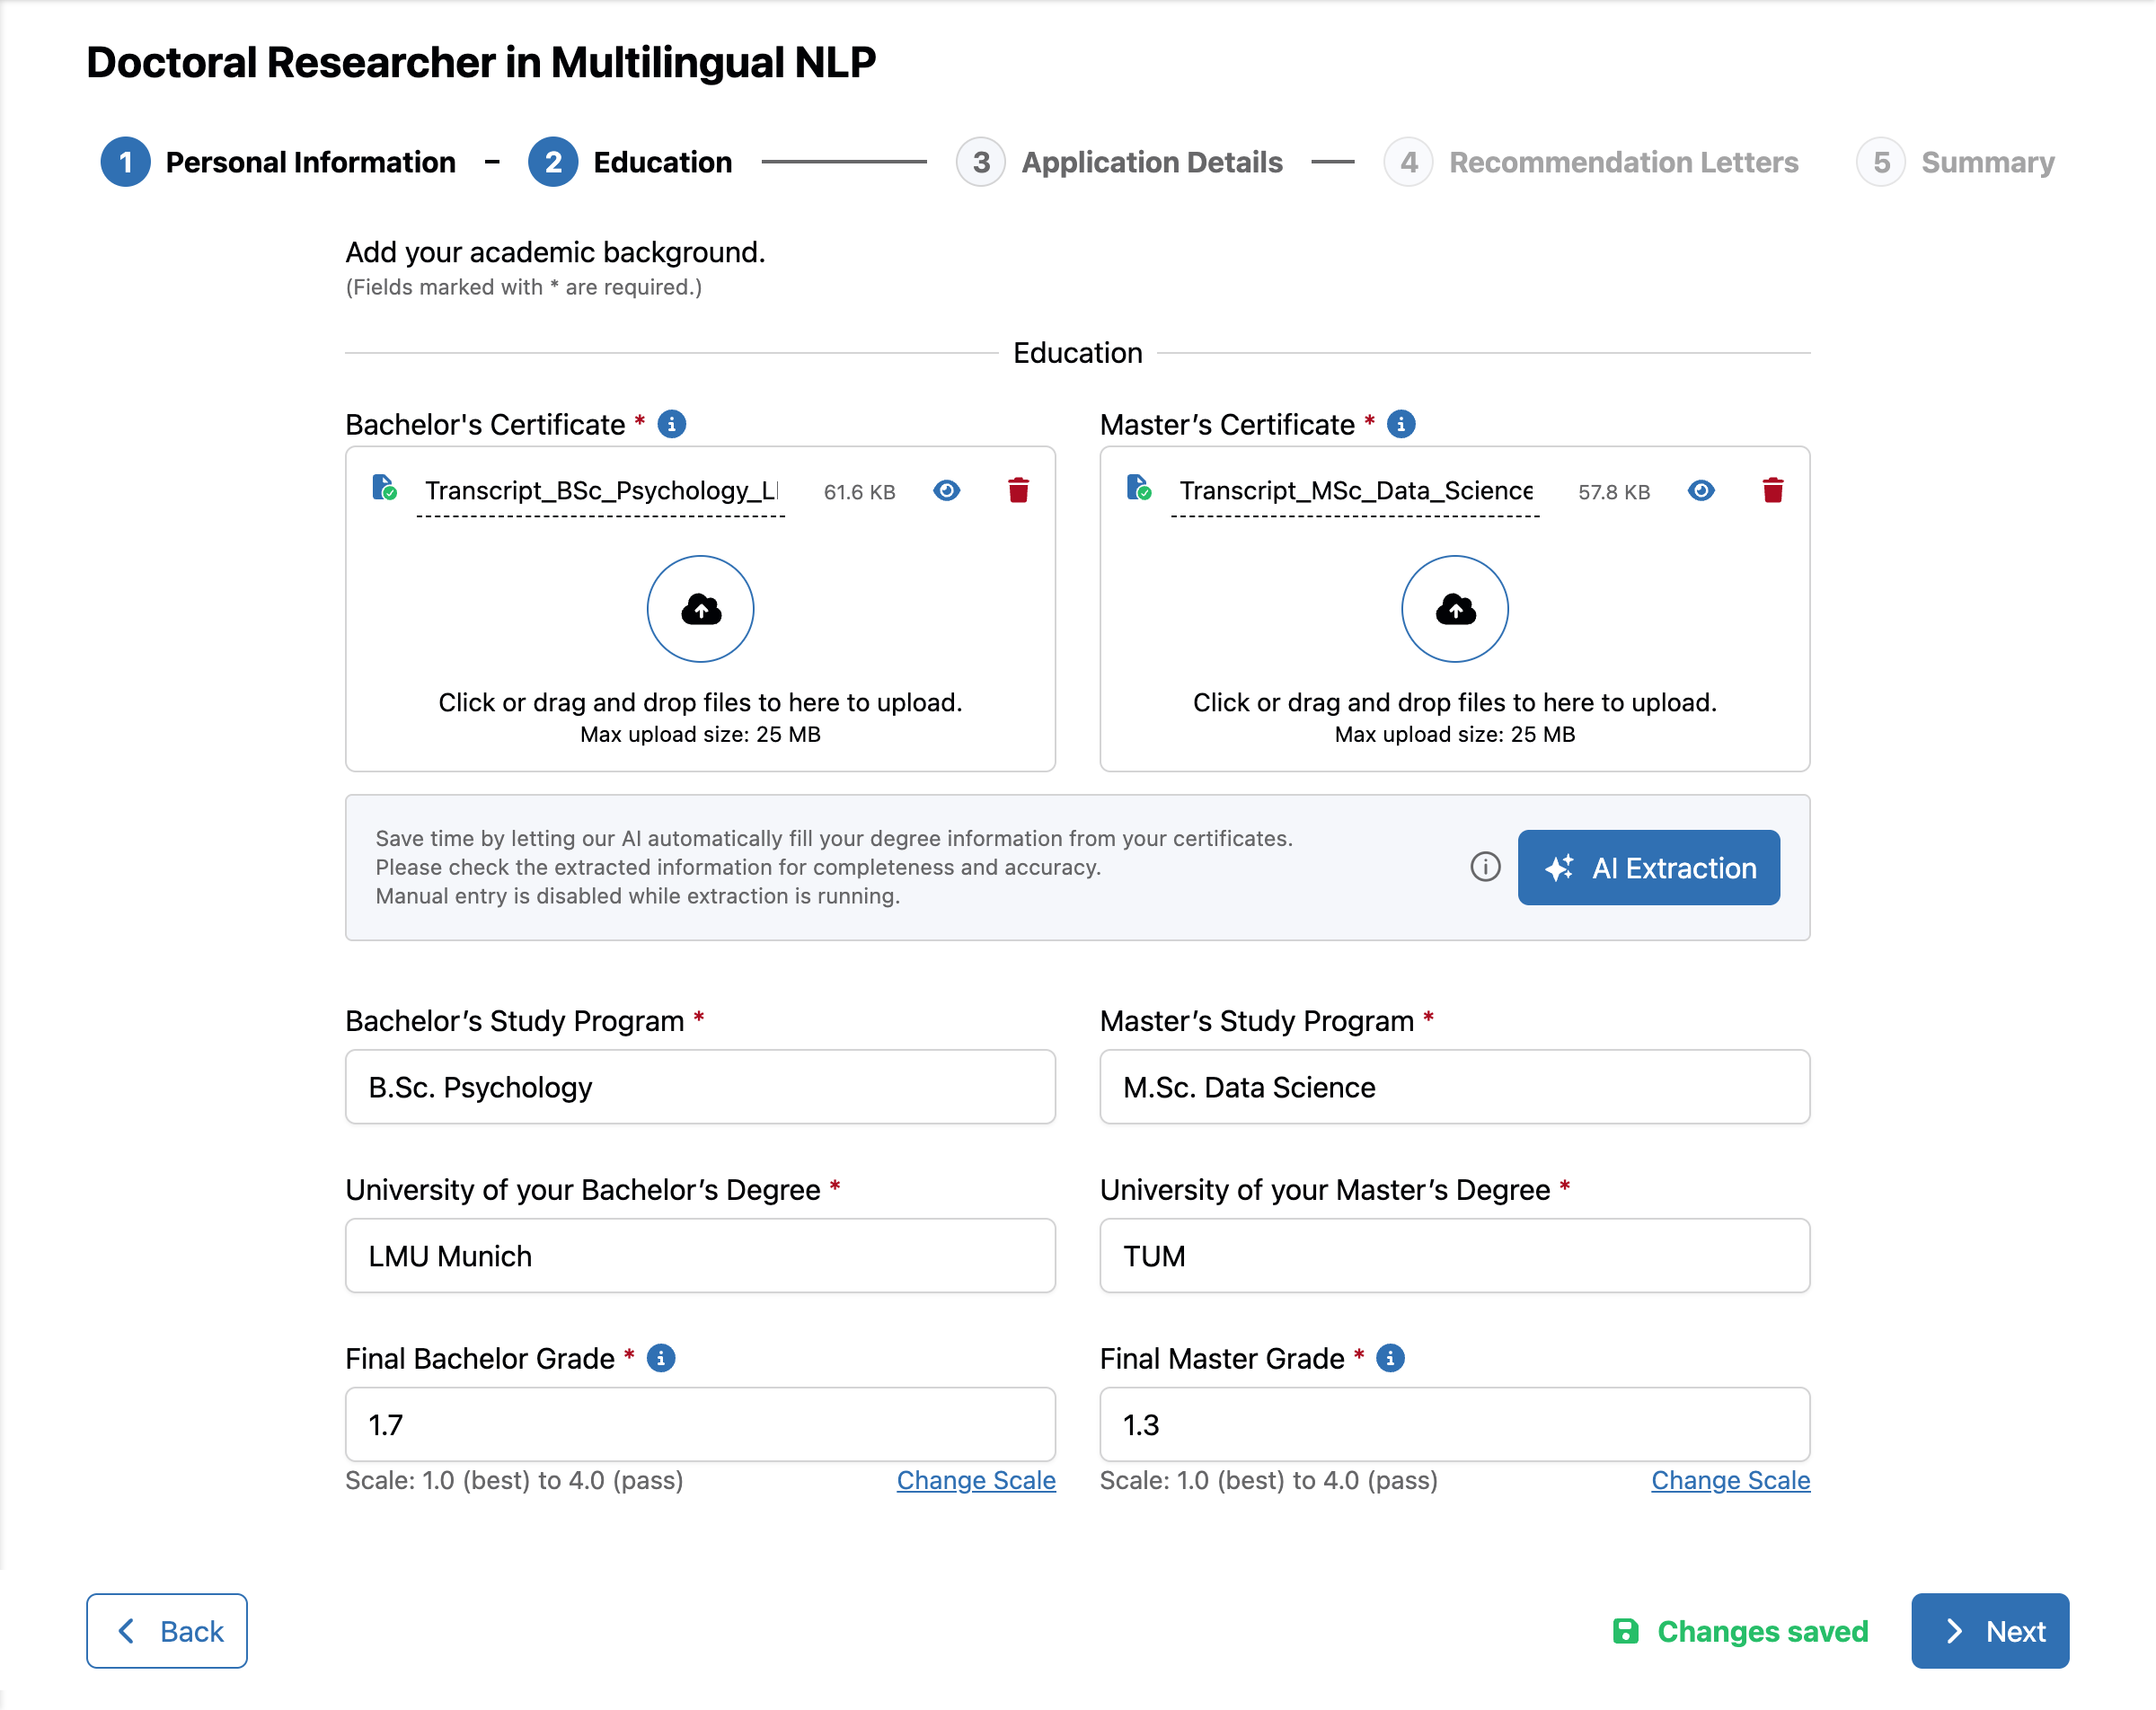 Doctoral Researcher in Multilingual NLP
1 Personal Information 2 Education 3 Application Details 4 Recommendation Letters 5 Summary
Add your academic background.
(Fields marked with * are required.)
Education
Bachelor's Certificate *
Transcript_BSc_Psychology_L 61.6 KB
Click or drag and drop files to here to upload.
Max upload size: 25 MB
Master’s Certificate *
Transcript_MSc_Data_Science 57.8 KB
Click or drag and drop files to here to upload.
Max upload size: 25 MB
Save time by letting our AI automatically fill your degree information from your certificates.
Please check the extracted information for completeness and accuracy.
Manual entry is disabled while extraction is running.
AI Extraction
Bachelor’s Study Program *
B.Sc. Psychology
Master’s Study Program *
M.Sc. Data Science
University of your Bachelor’s Degree *
LMU Munich
University of your Master’s Degree *
TUM
Final Bachelor Grade *
1.7
Scale: 1.0 (best) to 4.0 (pass) Change Scale
Final Master Grade *
1.3
Scale: 1.0 (best) to 4.0 (pass) Change Scale
Back
Changes saved
Next